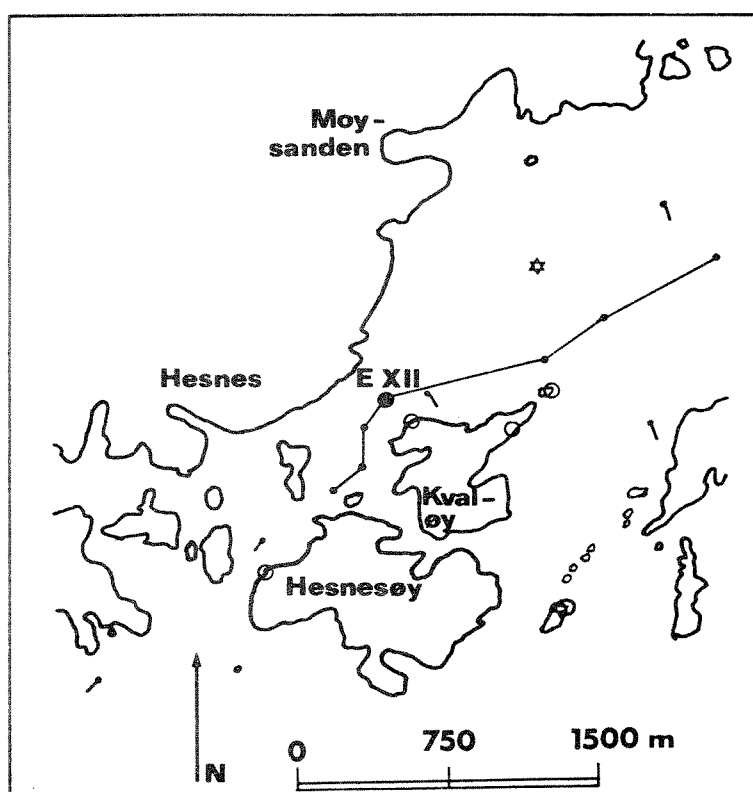 Moy-
sanden
Hesnes
E XII
Kval-
øy
Hesnesøy
N
0 750 1500 m